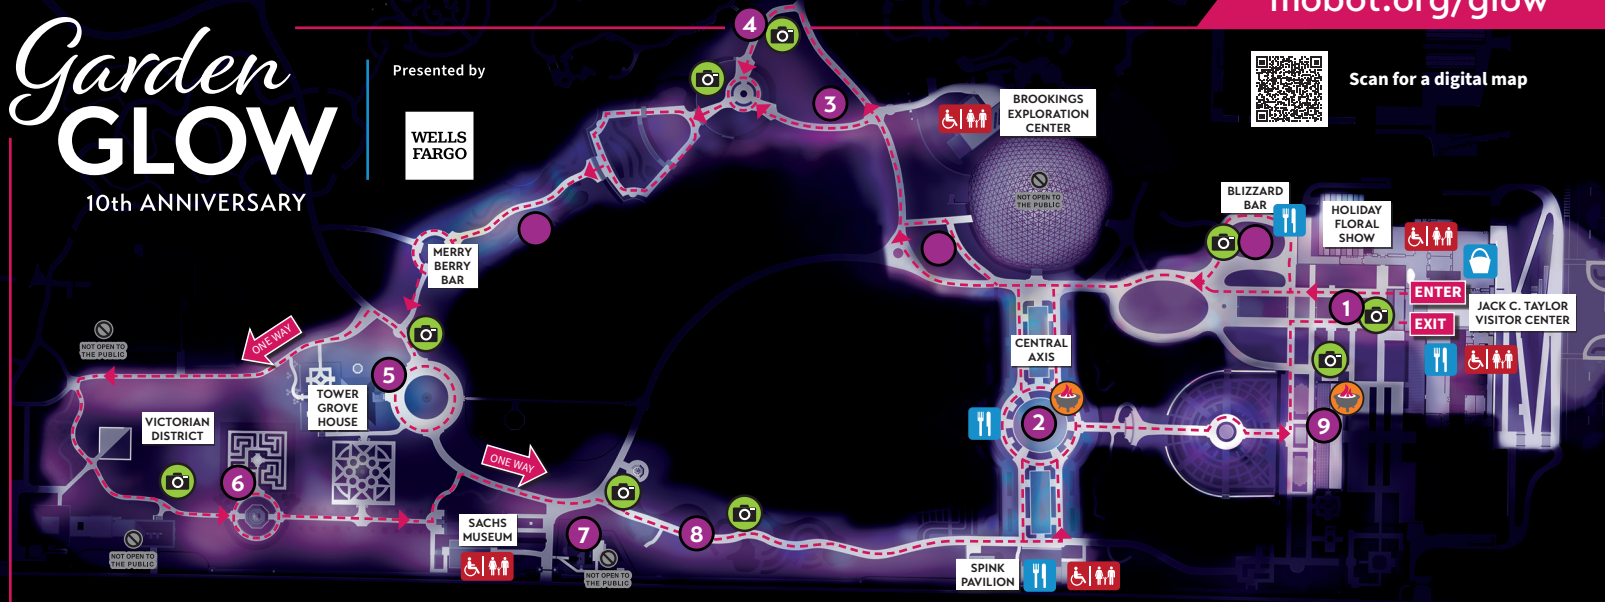 mobot.org/glow
Garden
GLOW
10th ANNIVERSARY
Presented by
WELLS
FARGO
Scan for a digital map
4
3
BROOKINGS
EXPLORATION
CENTER
NOT OPEN TO
THE PUBLIC
BLIZZARD
BAR
HOLIDAY
FLORAL
SHOW
MERRY
BERRY
BAR
ENTER
1
EXIT
JACK C. TAYLOR
VISITOR CENTER
ONE WAY
NOT OPEN TO
THE PUBLIC
CENTRAL
AXIS
5
TOWER
GROVE
HOUSE
VICTORIAN
DISTRICT
2
9
ONE WAY
6
SACHS
MUSEUM
7
8
NOT OPEN TO
THE PUBLIC
NOT OPEN TO
THE PUBLIC
SPINK
PAVILION